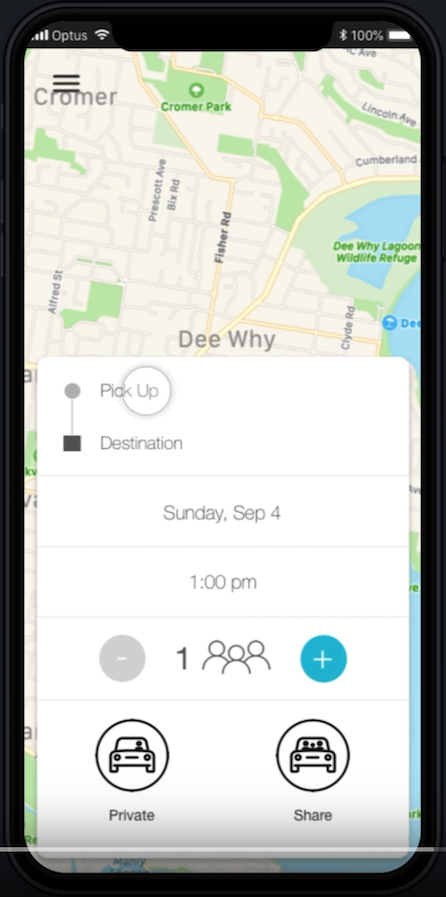 Optus 100%
C Ave
Cromer
Cromer Park
Lincoln Ave
Cumberland
Prescott Ave
Bix Rd
Fisher Rd
Dee Why Lagoon
Wildlife Refuge
Alfred St
Clyde Rd
Dee
Dee Why
Pick Up
Destination
Sunday, Sep 4
1:00 pm
- 1 +
Private
Share
Manly